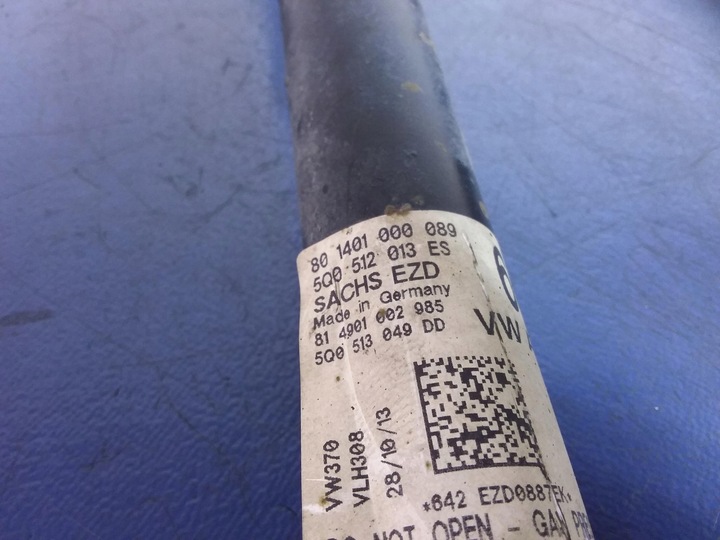 80 1401 000 089
5Q0 512 013 ES
SACHS EZD
Made in Germany
81 4901 002 985
5Q0 513 049 DD
6
VW
VW370
VLH308
28/10/13
*642 EZD0887EK*
NOT OPEN - GAS